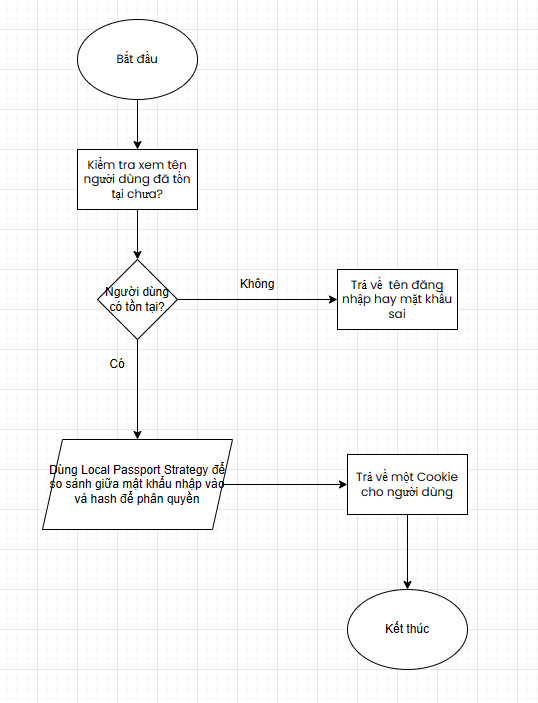 Bắt đầu
Kiểm tra xem tên
người dùng đã tồn
tại chưa?
Người dùng
có tồn tại?
Không
Trả về tên đăng
nhập hay mật khẩu
sai
Có
Dùng Local Passport Strategy để
so sánh giữa mật khẩu nhập vào
và hash để phân quyền
Trả về một Cookie
cho người dùng
Kết thúc